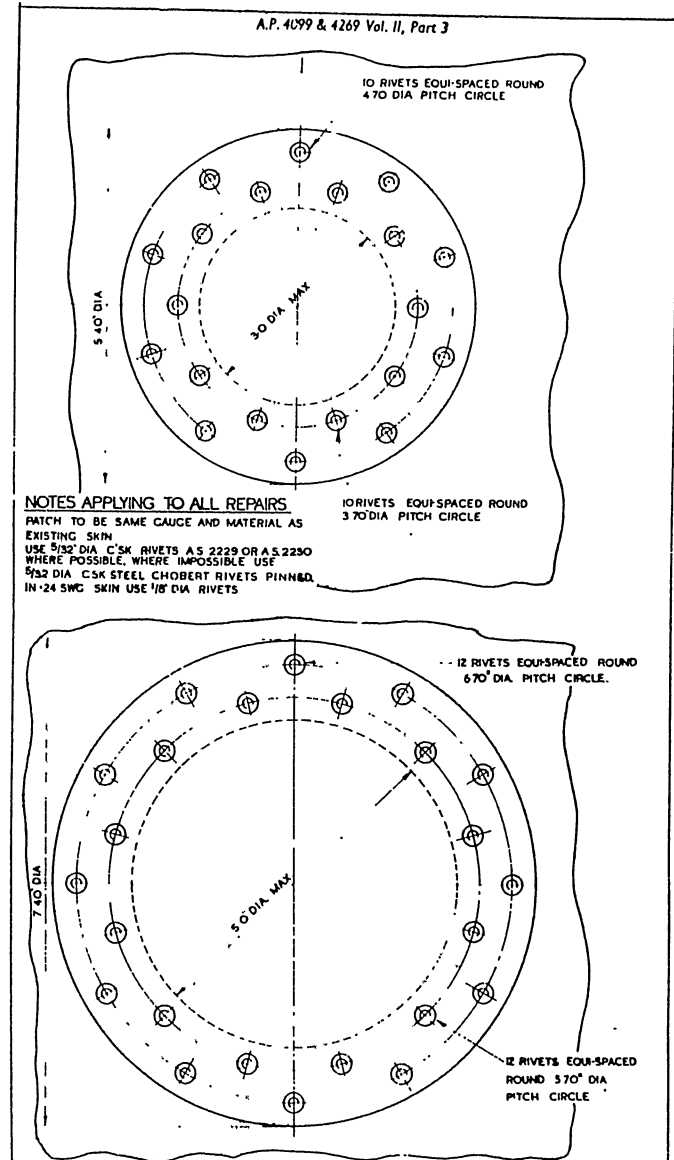 A.P. 4099 & 4269 Vol. II, Part 3
10 RIVETS EQUI-SPACED ROUND
4.70 DIA PITCH CIRCLE
5.40" DIA
3.0 DIA MAX
NOTES APPLYING TO ALL REPAIRS
PATCH TO BE SAME GAUGE AND MATERIAL AS
EXISTING SKIN
USE 5/32" DIA C'SK RIVETS A S 2229 OR A S 2230
WHERE POSSIBLE, WHERE IMPOSSIBLE USE
5/32 DIA CSK STEEL CHOBERT RIVETS PINNED.
IN ·24 SWG SKIN USE 1/8" DIA RIVETS
10 RIVETS EQUI-SPACED ROUND
3.70" DIA PITCH CIRCLE
12 RIVETS EQUI-SPACED ROUND
6.70" DIA. PITCH CIRCLE.
7.40" DIA
5.0" DIA. MAX.
12 RIVETS EQUI-SPACED
ROUND 5.70" DIA
PITCH CIRCLE